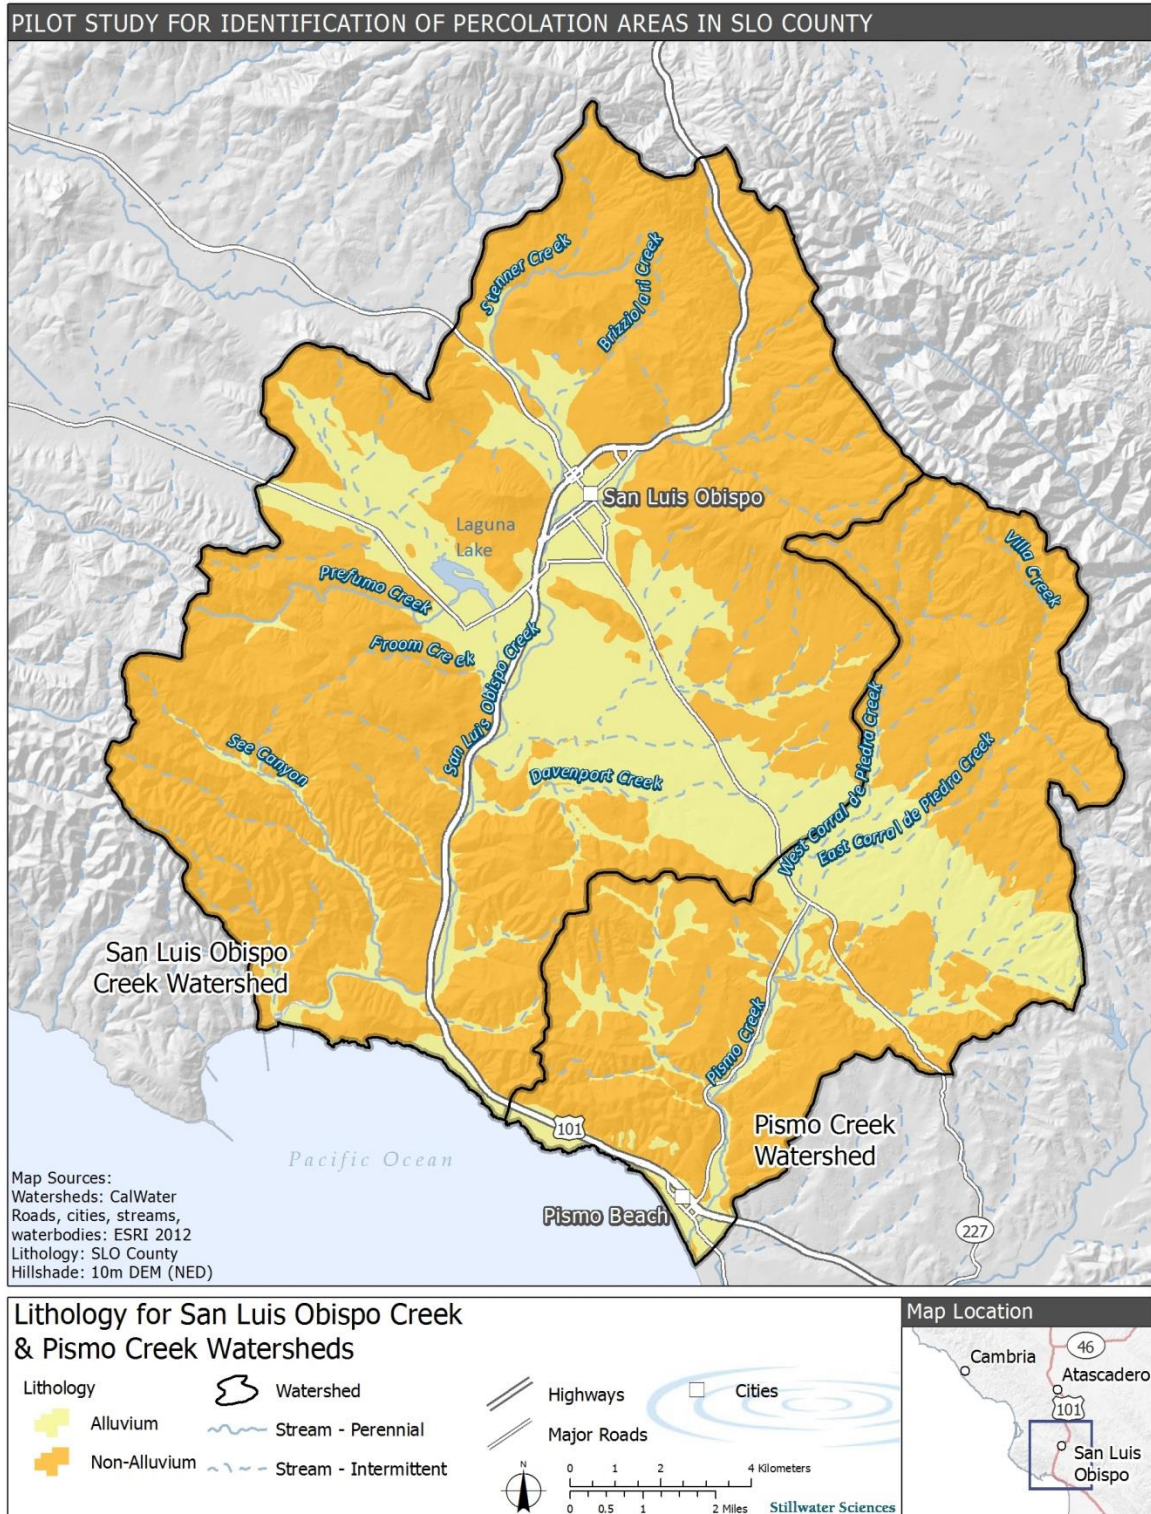 PILOT STUDY FOR IDENTIFICATION OF PERCOLATION AREAS IN SLO COUNTY
Stenner Creek
Brizziolari Creek
San Luis Obispo
Laguna
Lake
Villa Creek
Prefumo Creek
Froom Creek
San Luis Obispo Creek
See Canyon
Davenport Creek
West Corral de Piedra Creek
East Corral de Piedra Creek
San Luis Obispo
Creek Watershed
Pismo Creek
Pismo Creek
Watershed
101
Pacific Ocean
Pismo Beach
227
Map Sources:
Watersheds: CalWater
Roads, cities, streams,
waterbodies: ESRI 2012
Lithology: SLO County
Hillshade: 10m DEM (NED)
Lithology for San Luis Obispo Creek
& Pismo Creek Watersheds
Lithology
Alluvium
Non-Alluvium
Watershed
Stream - Perennial
Stream - Intermittent
Highways
Major Roads
Cities
N
0 1 2 4 Kilometers
0 0.5 1 2 Miles
Stillwater Sciences
Map Location
46
Cambria
Atascadero
101
San Luis
Obispo